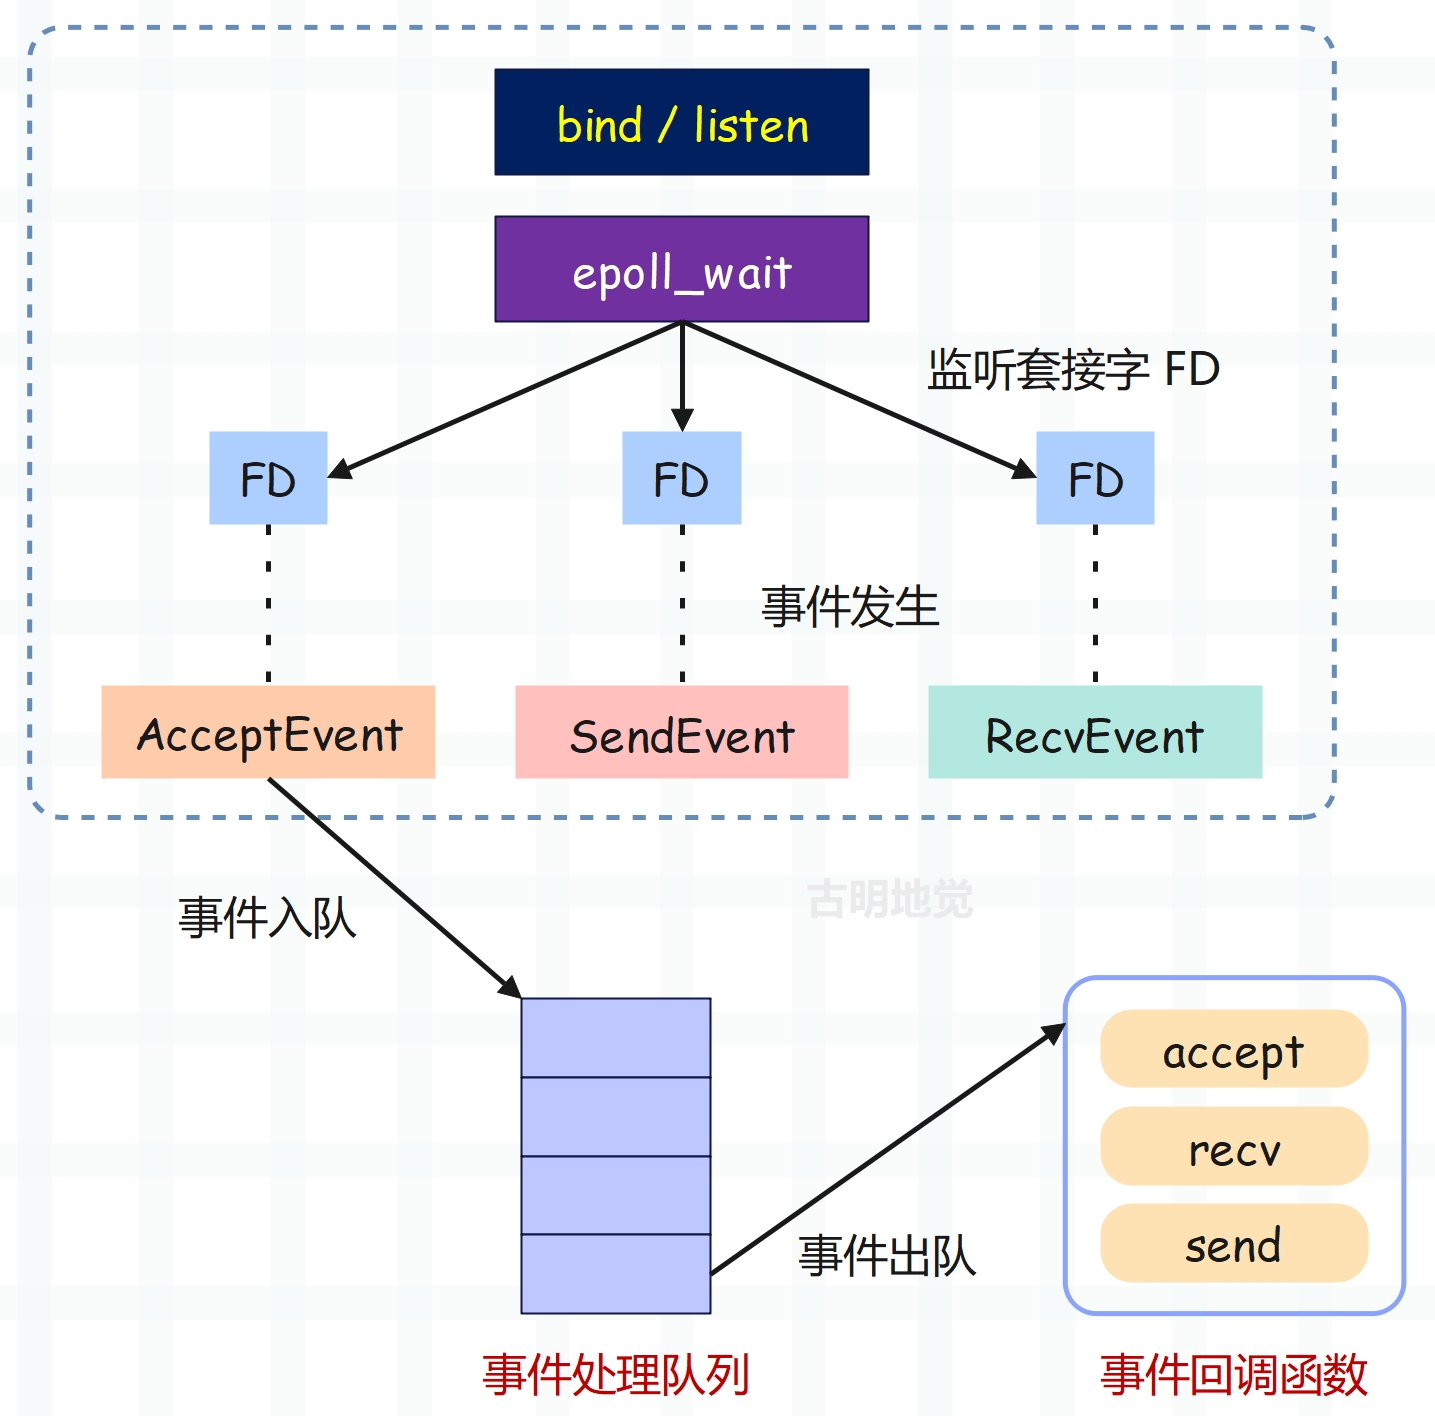 bind / listen
epoll_wait
监听套接字 FD
FD
FD
FD
事件发生
AcceptEvent
SendEvent
RecvEvent
古明地觉
事件入队
accept
recv
send
事件出队
事件处理队列
事件回调函数